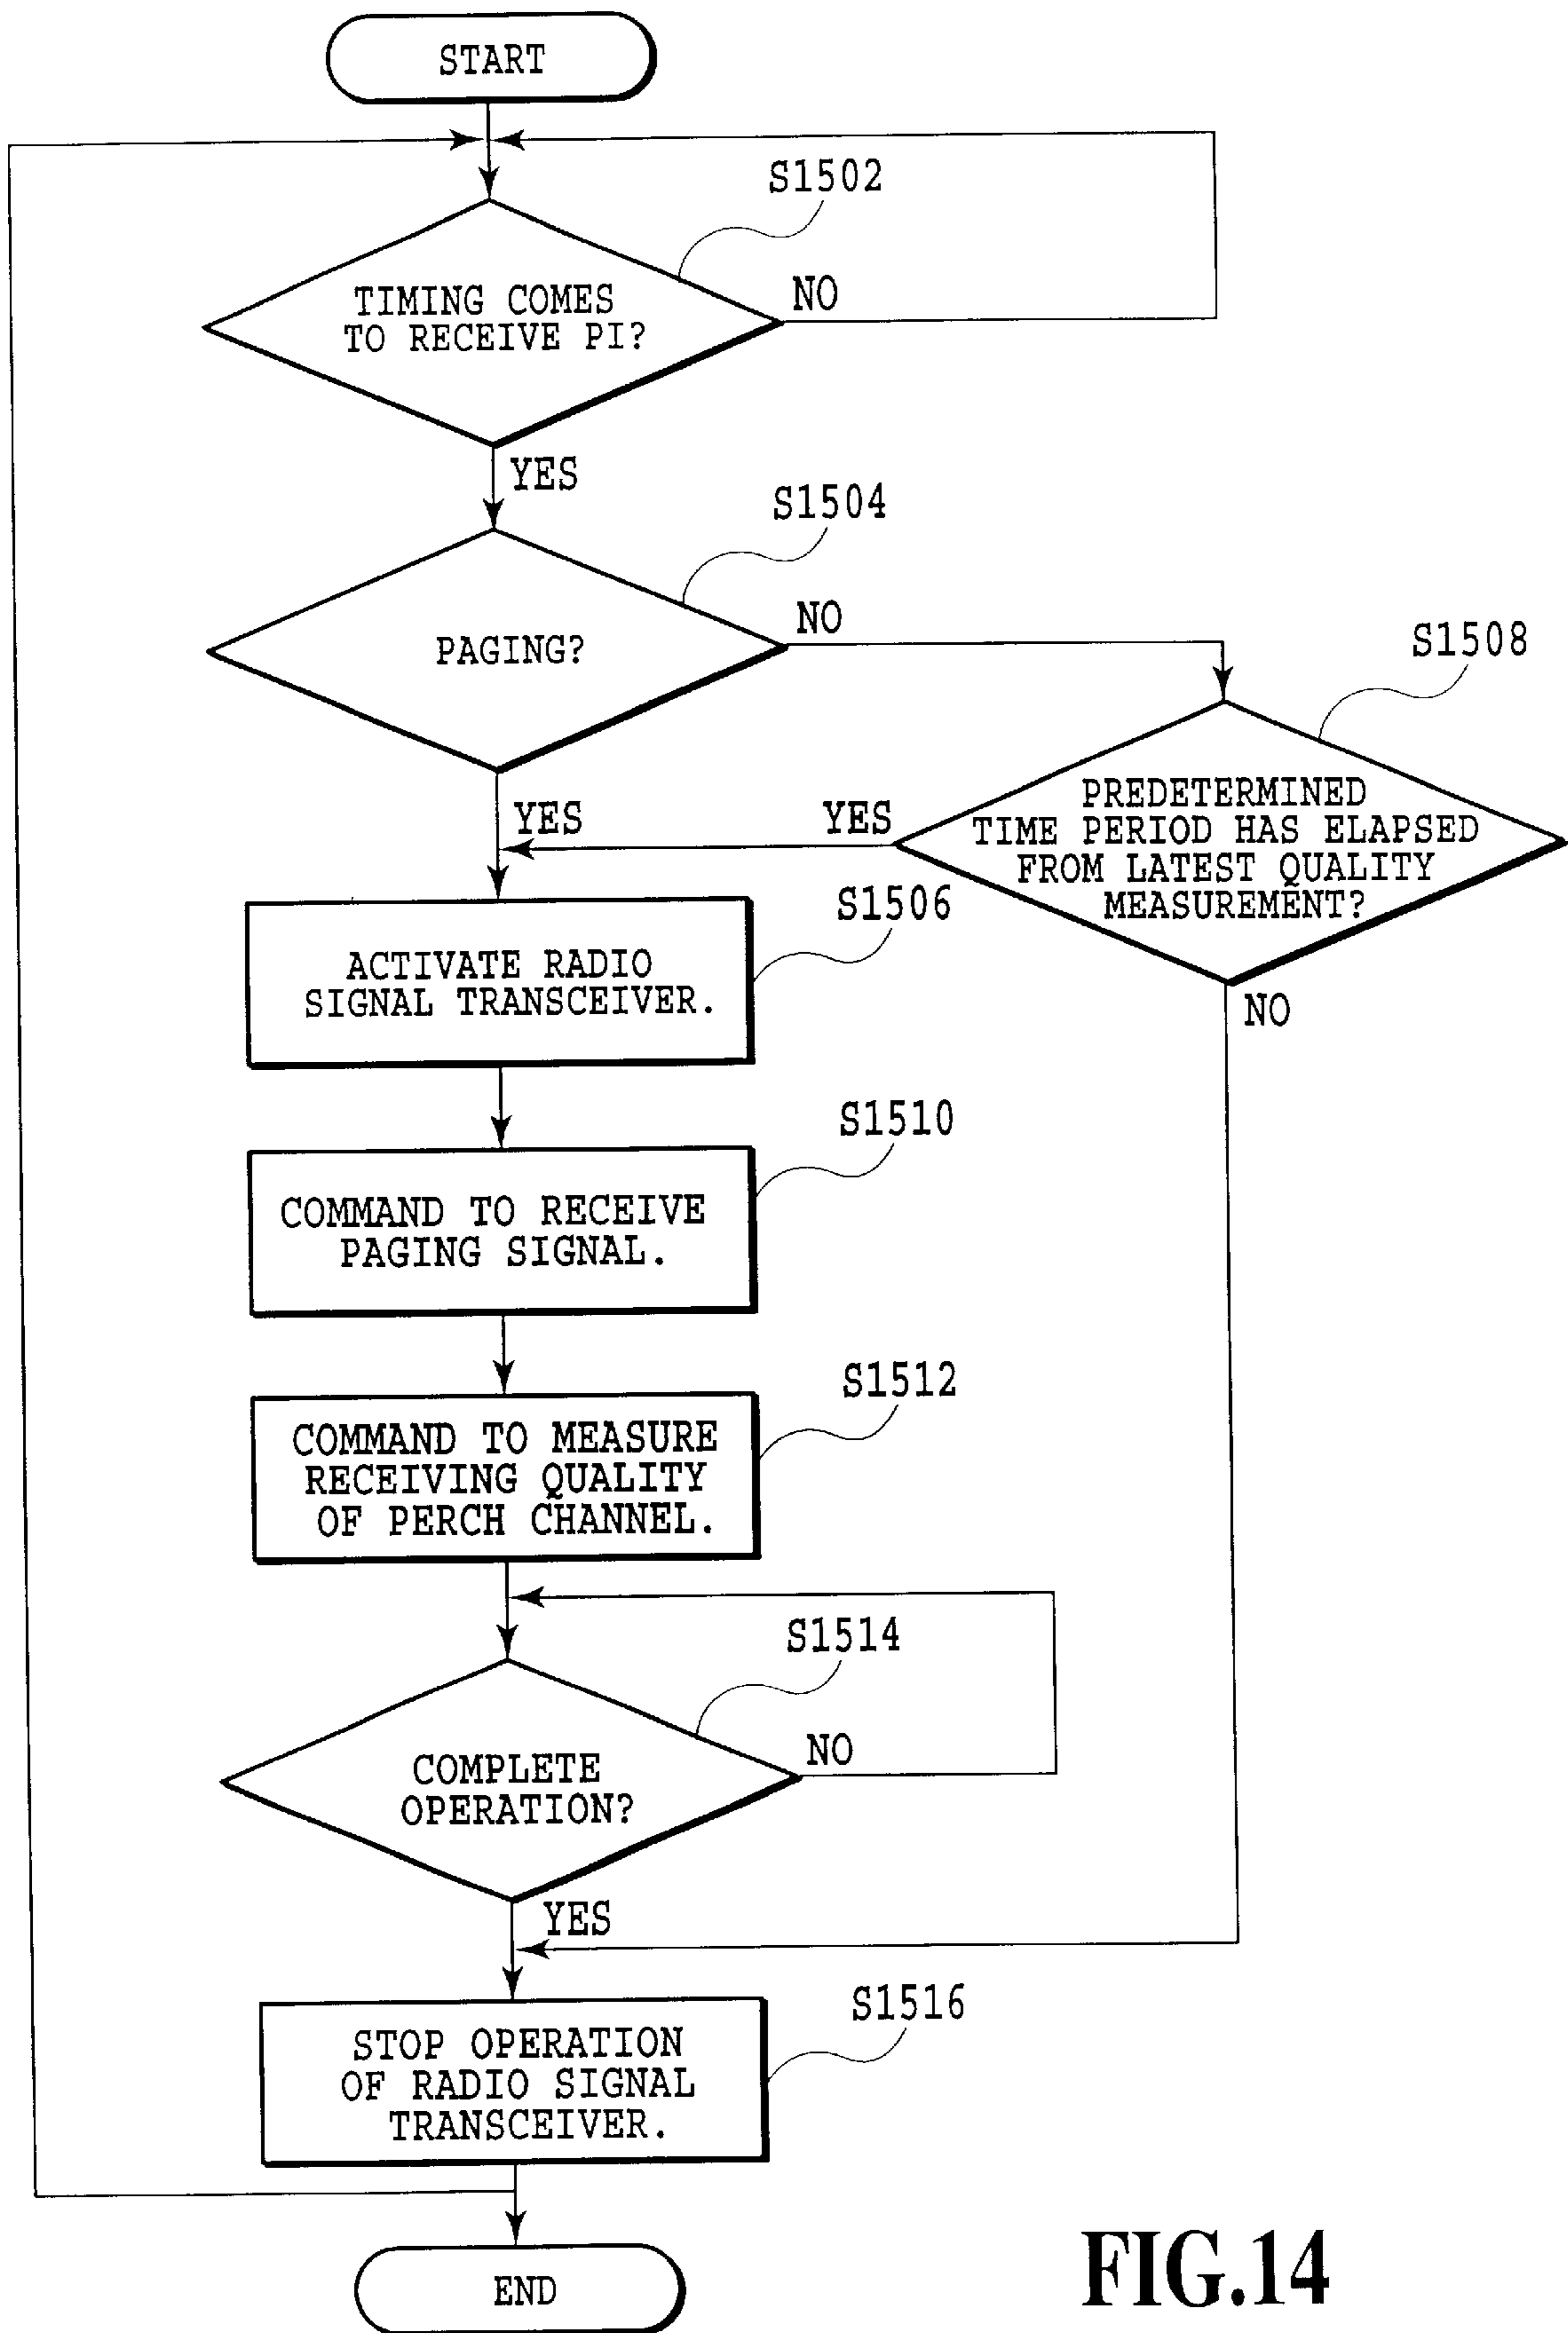 START
S1502
TIMING COMES
TO RECEIVE PI?
NO
YES
S1504
PAGING?
NO
S1508
PREDETERMINED
TIME PERIOD HAS ELAPSED
FROM LATEST QUALITY
MEASUREMENT?
YES
YES
NO
S1506
ACTIVATE RADIO
SIGNAL TRANSCEIVER.
S1510
COMMAND TO RECEIVE
PAGING SIGNAL.
S1512
COMMAND TO MEASURE
RECEIVING QUALITY
OF PERCH CHANNEL.
S1514
COMPLETE
OPERATION?
NO
YES
S1516
STOP OPERATION
OF RADIO SIGNAL
TRANSCEIVER.
END
FIG.14